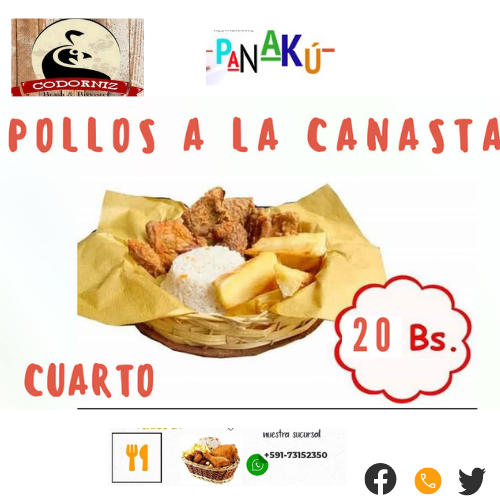 CODORNIZ
PANAKÚ
POLLOS A LA CANASTA
20 Bs.
CUARTO
nuestra sucursal
+591-73152350